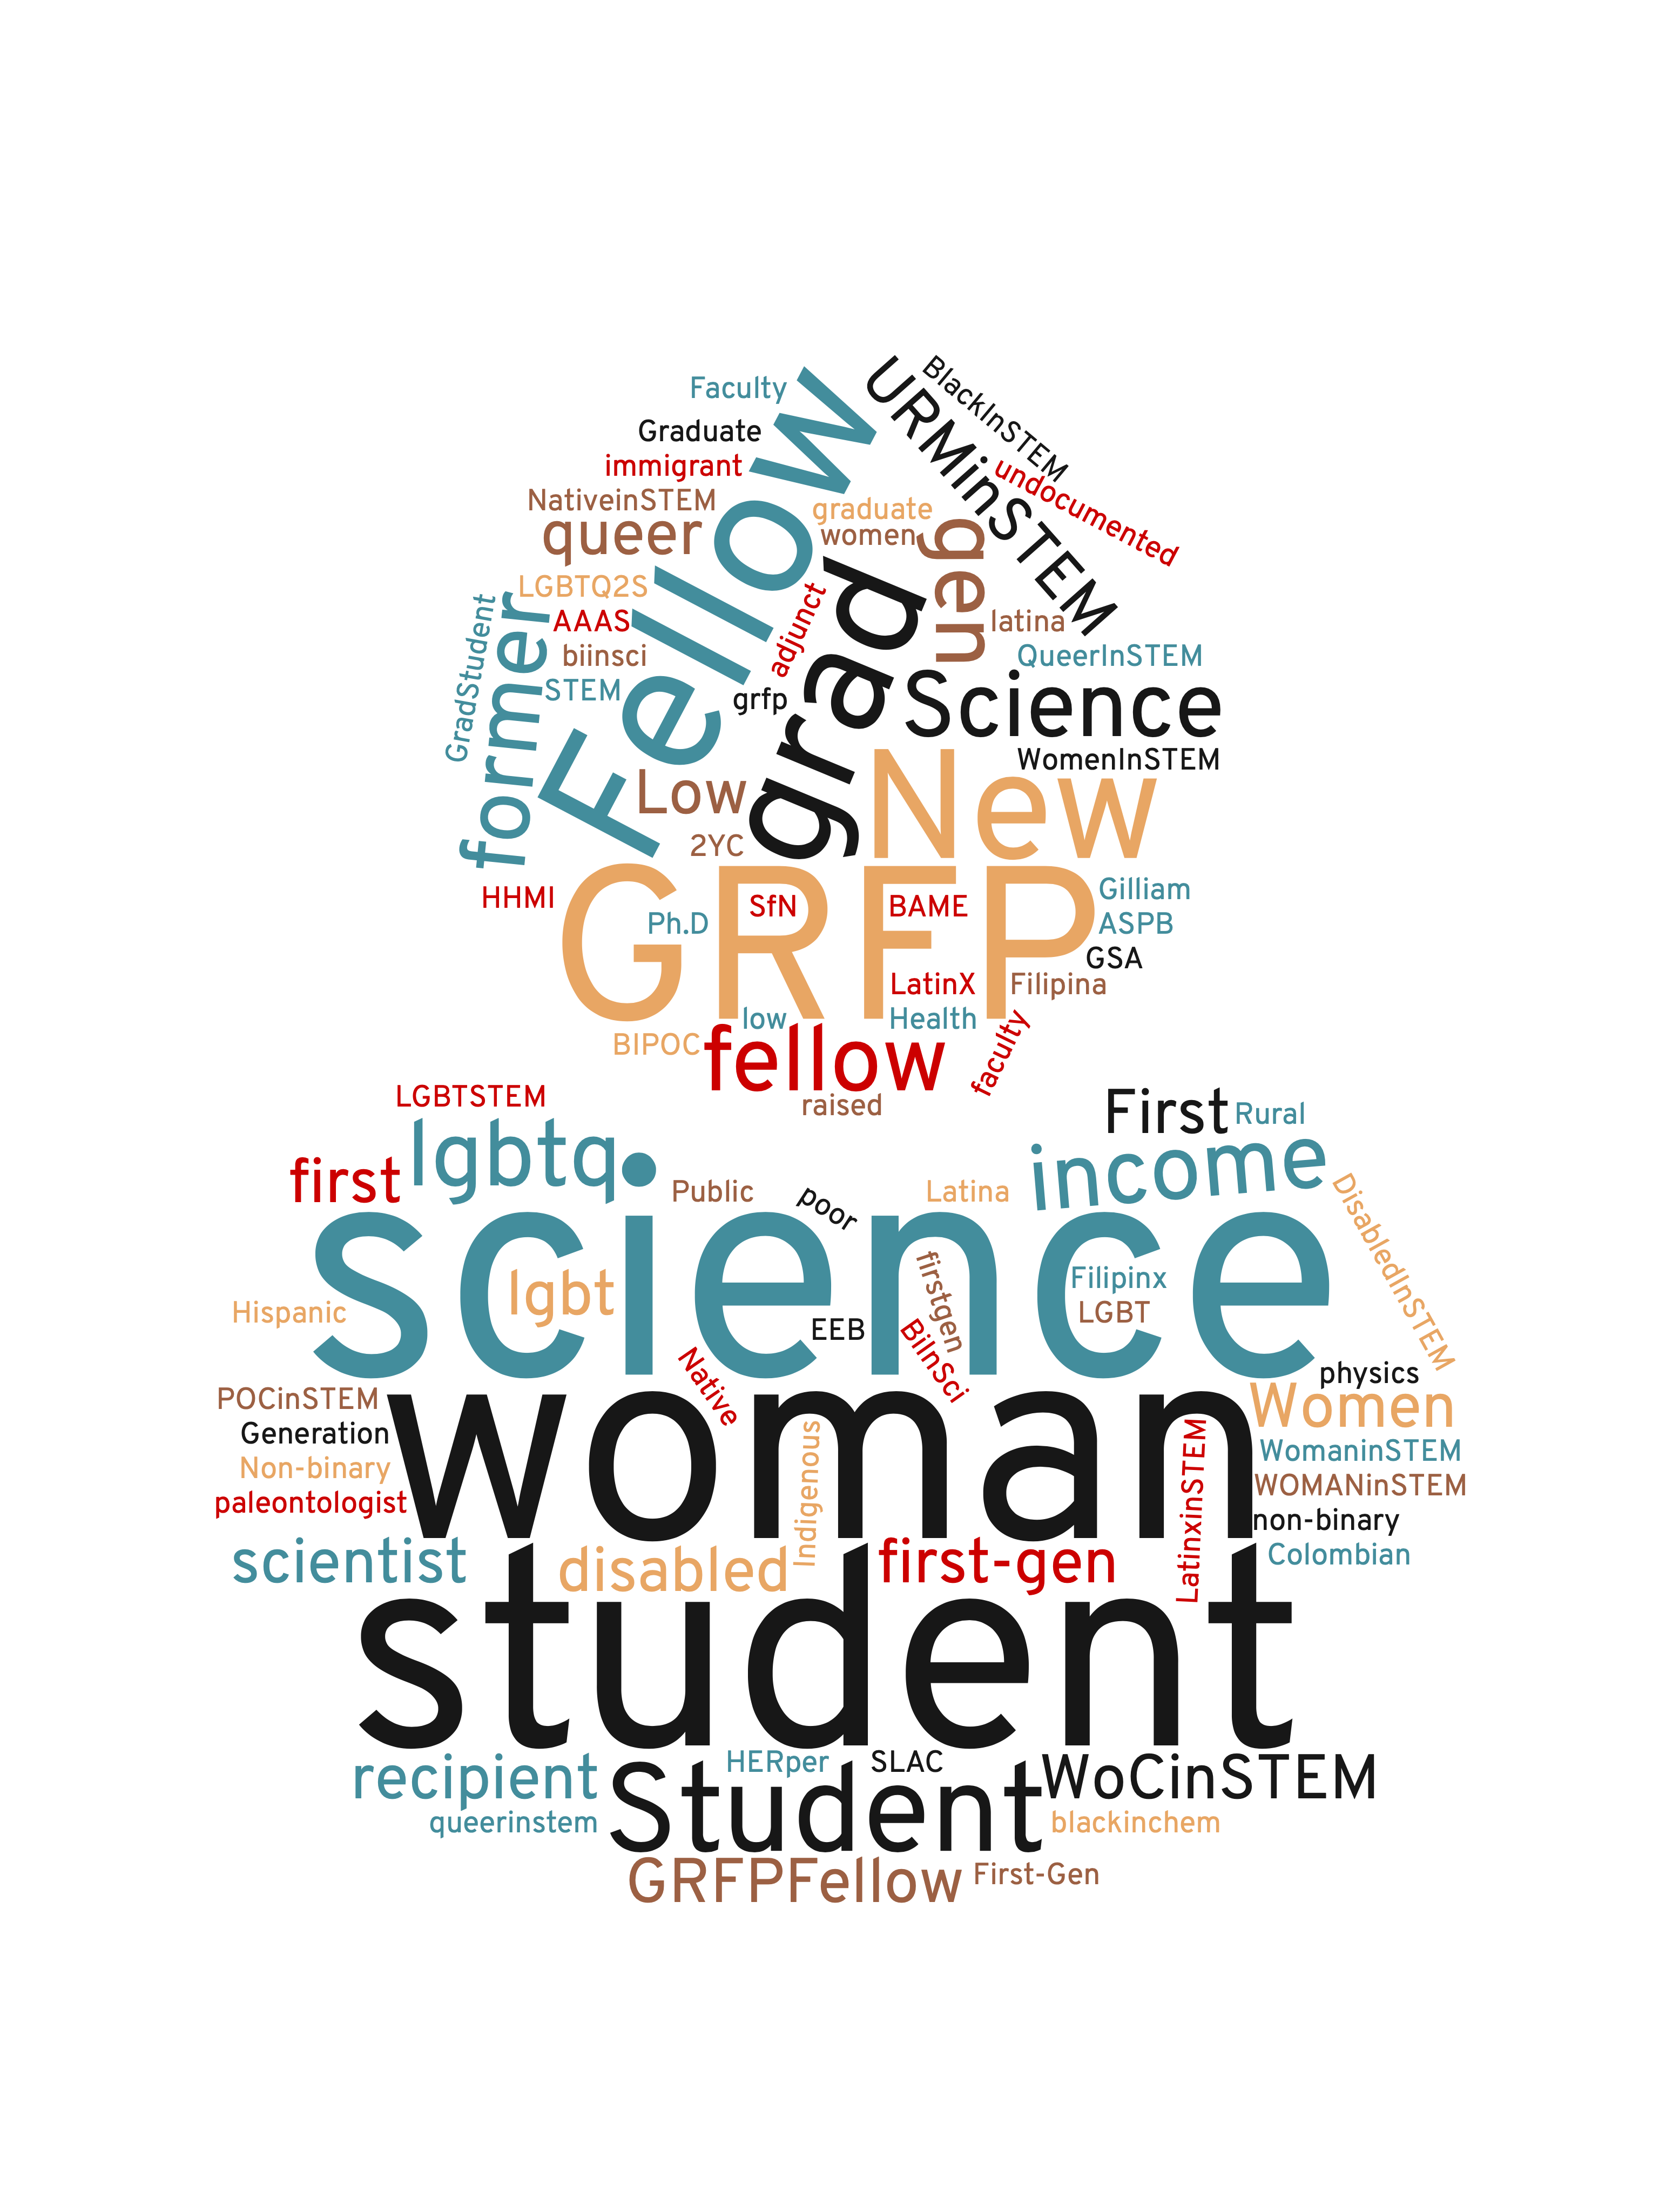 Faculty
Graduate
immigrant
NativeinSTEM
queer
Fellow
URMinSTEM
BlackInSTEM
undocumented
graduate
women
gen
LGBTQ2S
AAAS
biinsci
STEM
GradStudent
former
adjunct
grad
grfp
latina
QueerInSTEM
Science
WomenInSTEM
Low
2YC
New
HHMI
GRFP
Ph.D
SfN
BAME
Gilliam
ASPB
GSA
LatinX
Filipina
low
Health
BIPOC
fellow
faculty
raised
LGBTSTEM
First
Rural
first
lgbtq
income
Public
poor
Latina
DisabledInSTEM
science
lgbt
Hispanic
EEB
firstgen
BiInSci
Filipinx
LGBT
Native
physics
POCinSTEM
Generation
Non-binary
paleontologist
woman
Indigenous
LatinxinSTEM
Women
WomaninSTEM
WOMANinSTEM
non-binary
Colombian
scientist
disabled
first-gen
student
recipient
queerinstem
HERper
SLAC
Student
WoCinSTEM
blackinchem
GRFPFellow
First-Gen